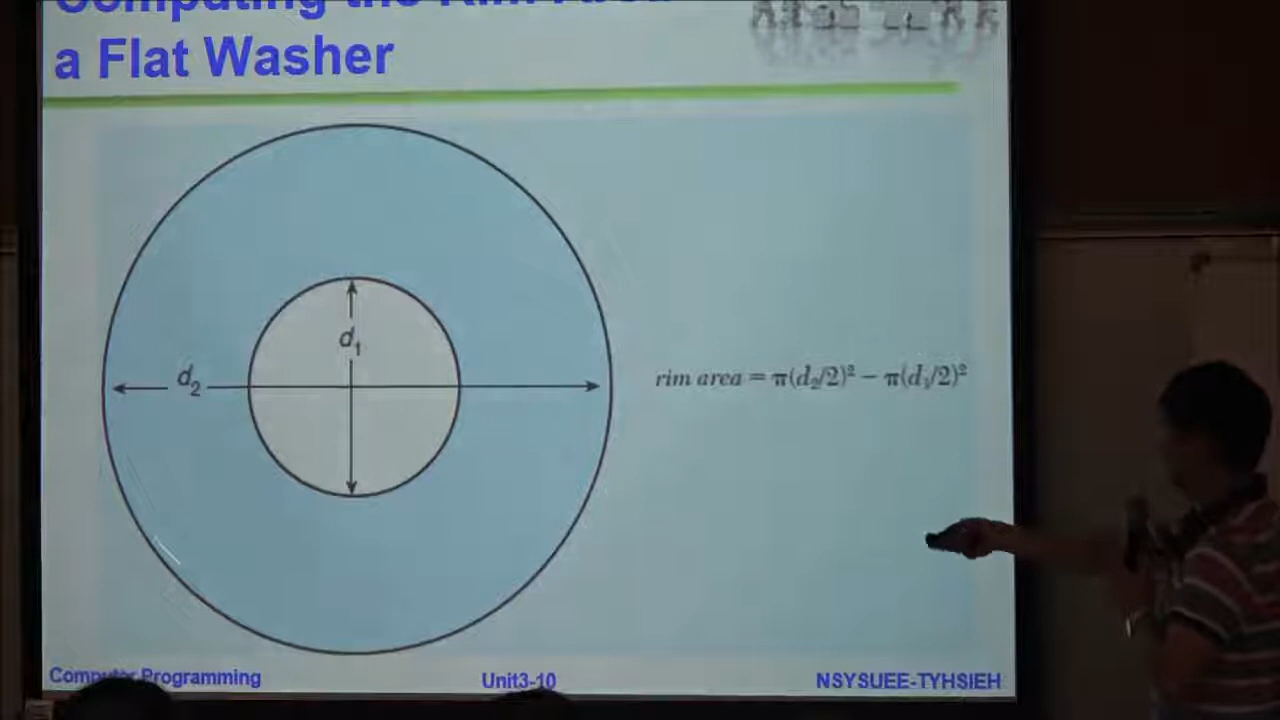 Computing the Rim Area
a Flat Washer
d₁
d₂
rim area = π(d₂/2)² − π(d₁/2)²
Computer Programming
Unit3-10
NSYSUEE-TYHSIEH